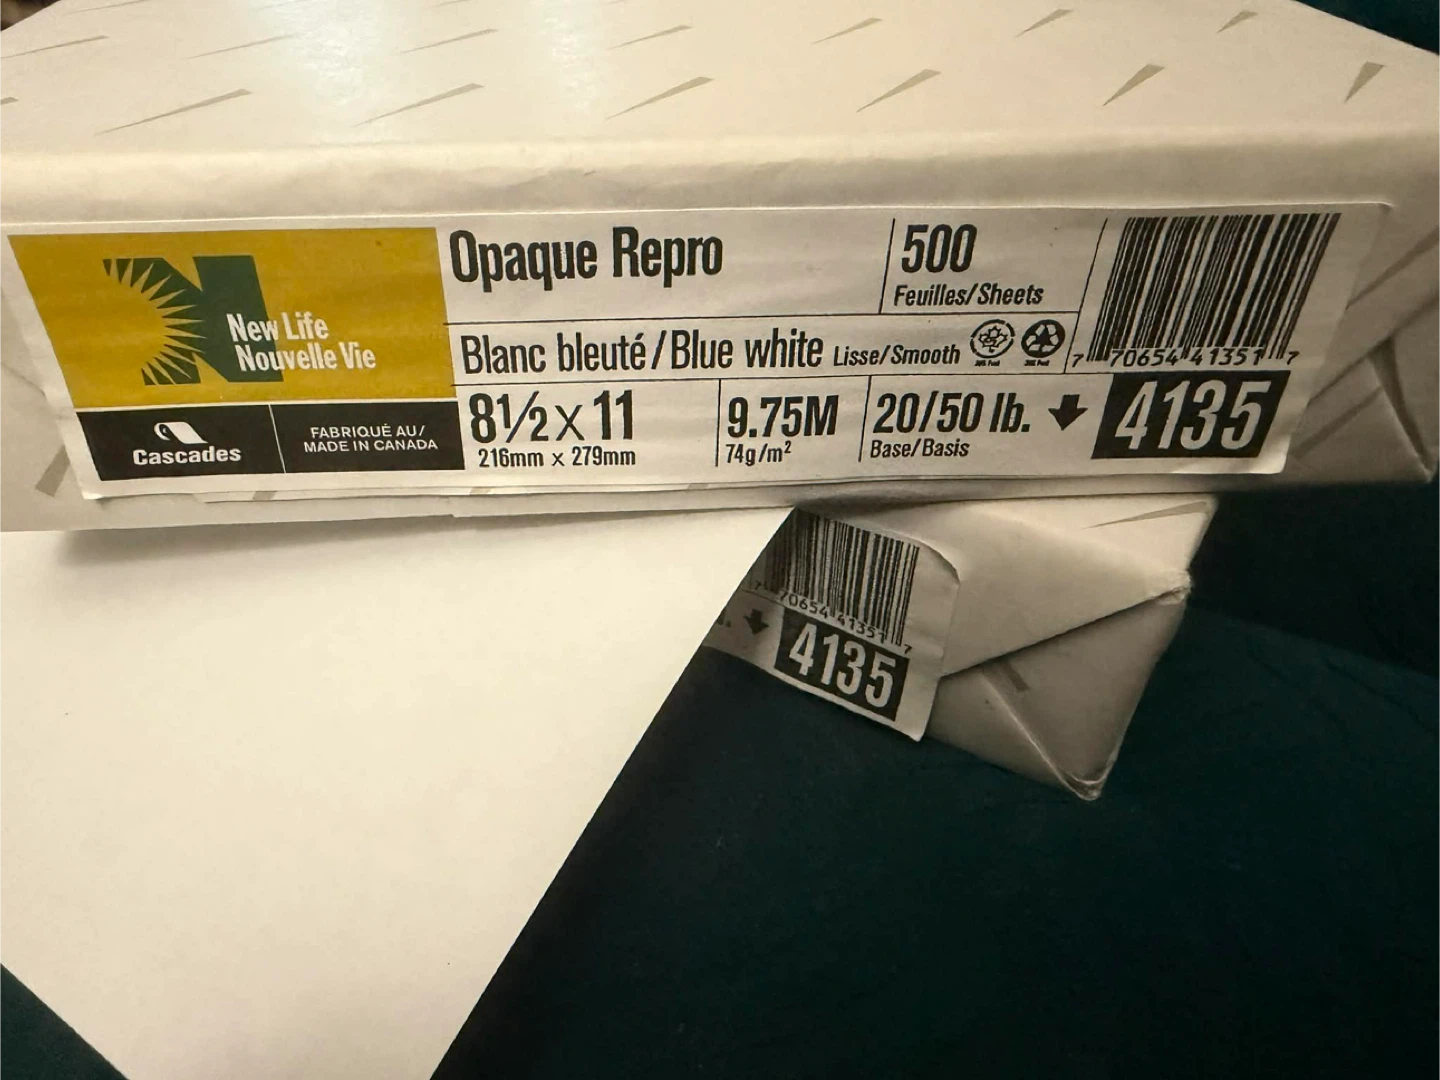 New Life
Nouvelle Vie
Cascades
FABRIQUÉ AU/
MADE IN CANADA
Opaque Repro
500
Feuilles/Sheets
Blanc bleuté/Blue white Lisse/Smooth
8½ x 11
216mm x 279mm
9.75M
74g/m²
20/50 lb.
Base/Basis
7 70654 41351 7
4135
7 70654 41351 7
4135